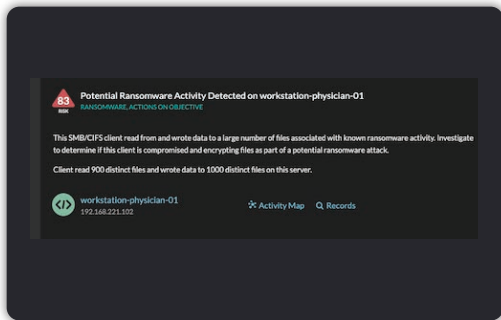 83
RISK
Potential Ransomware Activity Detected on workstation-physician-01
RANSOMWARE, ACTIONS ON OBJECTIVE
This SMB/CIFS client read from and wrote data to a large number of files associated with known ransomware activity. Investigate
to determine if this client is compromised and encrypting files as part of a potential ransomware attack.
Client read 900 distinct files and wrote data to 1000 distinct files on this server.
workstation-physician-01
192.168.221.102
Activity Map
Records